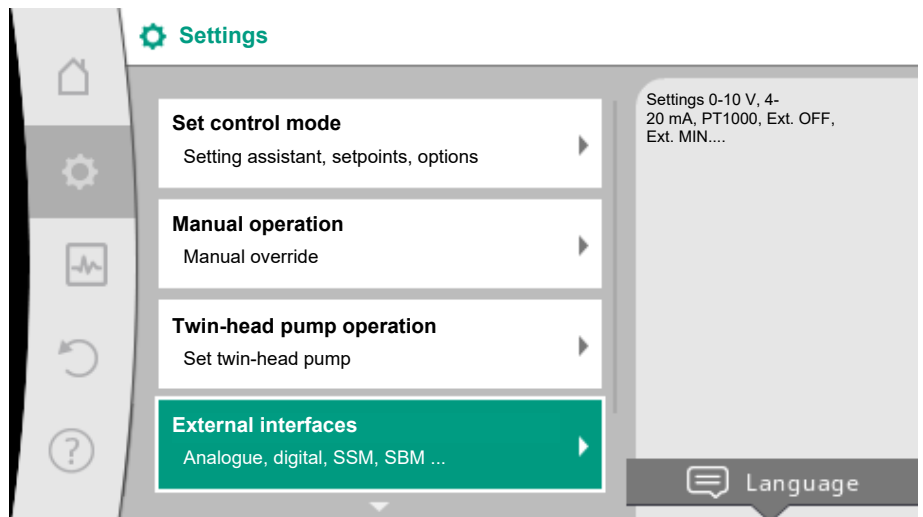 Settings
Set control mode
Setting assistant, setpoints, options
Manual operation
Manual override
Twin-head pump operation
Set twin-head pump
External interfaces
Analogue, digital, SSM, SBM ...
Settings 0-10 V, 4-
20 mA, PT1000, Ext. OFF,
Ext. MIN....
Language
?